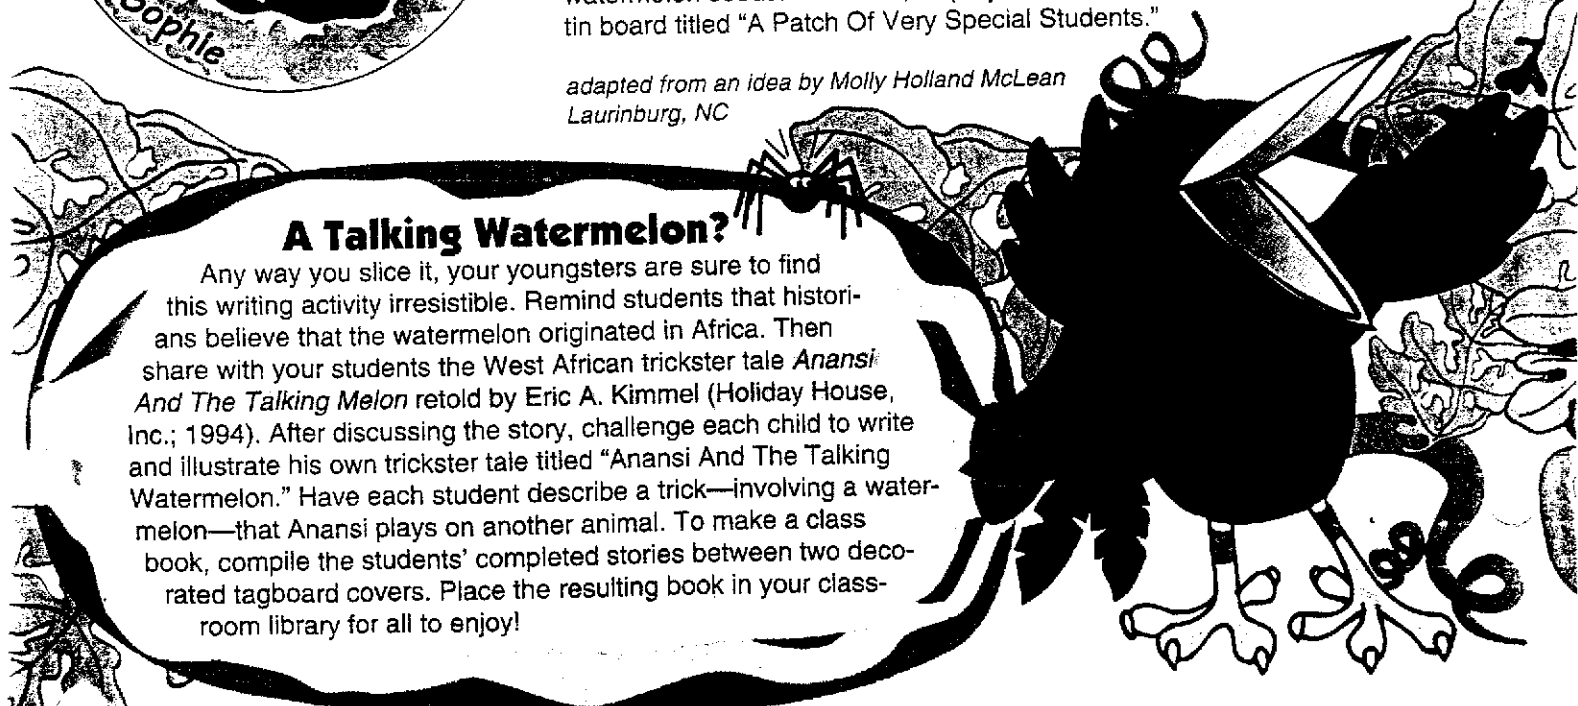 Sophie
tin board titled “A Patch Of Very Special Students.”
adapted from an idea by Molly Holland McLean
Laurinburg, NC
A Talking Watermelon?
Any way you slice it, your youngsters are sure to find
this writing activity irresistible. Remind students that histori-
ans believe that the watermelon originated in Africa. Then
share with your students the West African trickster tale Anansi
And The Talking Melon retold by Eric A. Kimmel (Holiday House,
Inc.; 1994). After discussing the story, challenge each child to write
and illustrate his own trickster tale titled “Anansi And The Talking
Watermelon.” Have each student describe a trick—involving a water-
melon—that Anansi plays on another animal. To make a class
book, compile the students’ completed stories between two deco-
rated tagboard covers. Place the resulting book in your class-
room library for all to enjoy!